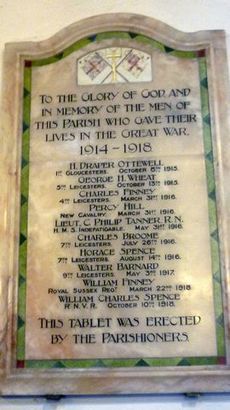 TO THE GLORY OF GOD, AND
IN MEMORY OF THE MEN OF
THIS PARISH WHO GAVE THEIR
LIVES IN THE GREAT WAR.
1914-1918
H. DRAPER OTTEWELL
1ST GLOUCESTERS. OCTOBER 8TH 1915.
GEORGE H. WHEAT
5TH LEICESTERS. OCTOBER 13TH 1915.
CHARLES FINNEY
4TH LEICESTERS. MARCH 31ST 1916.
PERCY HILL
NEW CAVALRY. MARCH 31ST 1916.
LIEUT. C. PHILIP TANNER. R.N.
H.M.S. INDEFATIGABLE. MAY 31ST 1916.
CHARLES BROOME
7TH LEICESTERS. JULY 26TH 1916.
HORACE SPENCE
7TH LEICESTERS. AUGUST 14TH 1916.
WALTER BARNARD
9TH LEICESTERS. MAY 3RD 1917.
WILLIAM FINNEY
ROYAL SUSSEX REGT. MARCH 22ND 1918.
WILLIAM CHARLES SPENCE
R.N.V.R. OCTOBER 10TH 1918.
THIS TABLET WAS ERECTED
BY THE PARISHIONERS.